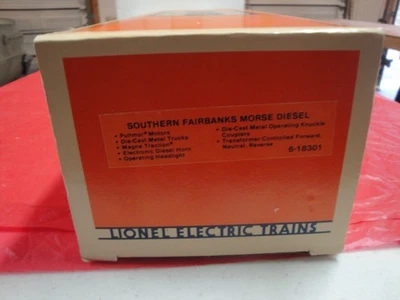 SOUTHERN FAIRBANKS MORSE DIESEL
• Pullmor® Motors
• Die-Cast Metal Trucks
• Magne Traction®
• Electronic Diesel Horn
• Operating Headlight
• Die-Cast Metal Operating Knuckle
Couplers
• Transformer Controlled Forward,
Neutral, Reverse
6-18301
LIONEL ELECTRIC TRAINS